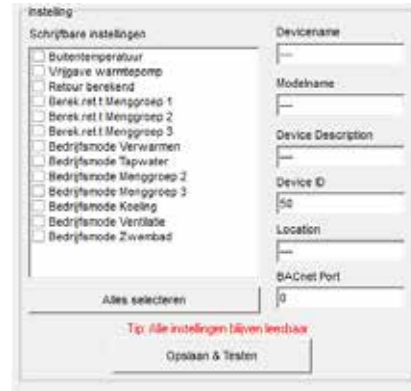 Instelling
Schrijfbare instellingen
Buitentemperatuur
Vrijgave warmtepomp
Retour berekend
Berek.ret.t Menggroep 1
Berek.ret.t Menggroep 2
Berek.ret.t Menggroep 3
Bedrijfsmode Verwarmen
Bedrijfsmode Tapwater
Bedrijfsmode Menggroep 2
Bedrijfsmode Menggroep 3
Bedrijfsmode Koeling
Bedrijfsmode Ventilatie
Bedrijfsmode Zwembad
Alles selecteren
Devicename
---
Modelname
---
Device Description
---
Device ID
50
Location
---
BACnet Port
0
Tip: Alle instellingen blijven leesbaar
Opslaan & Testen